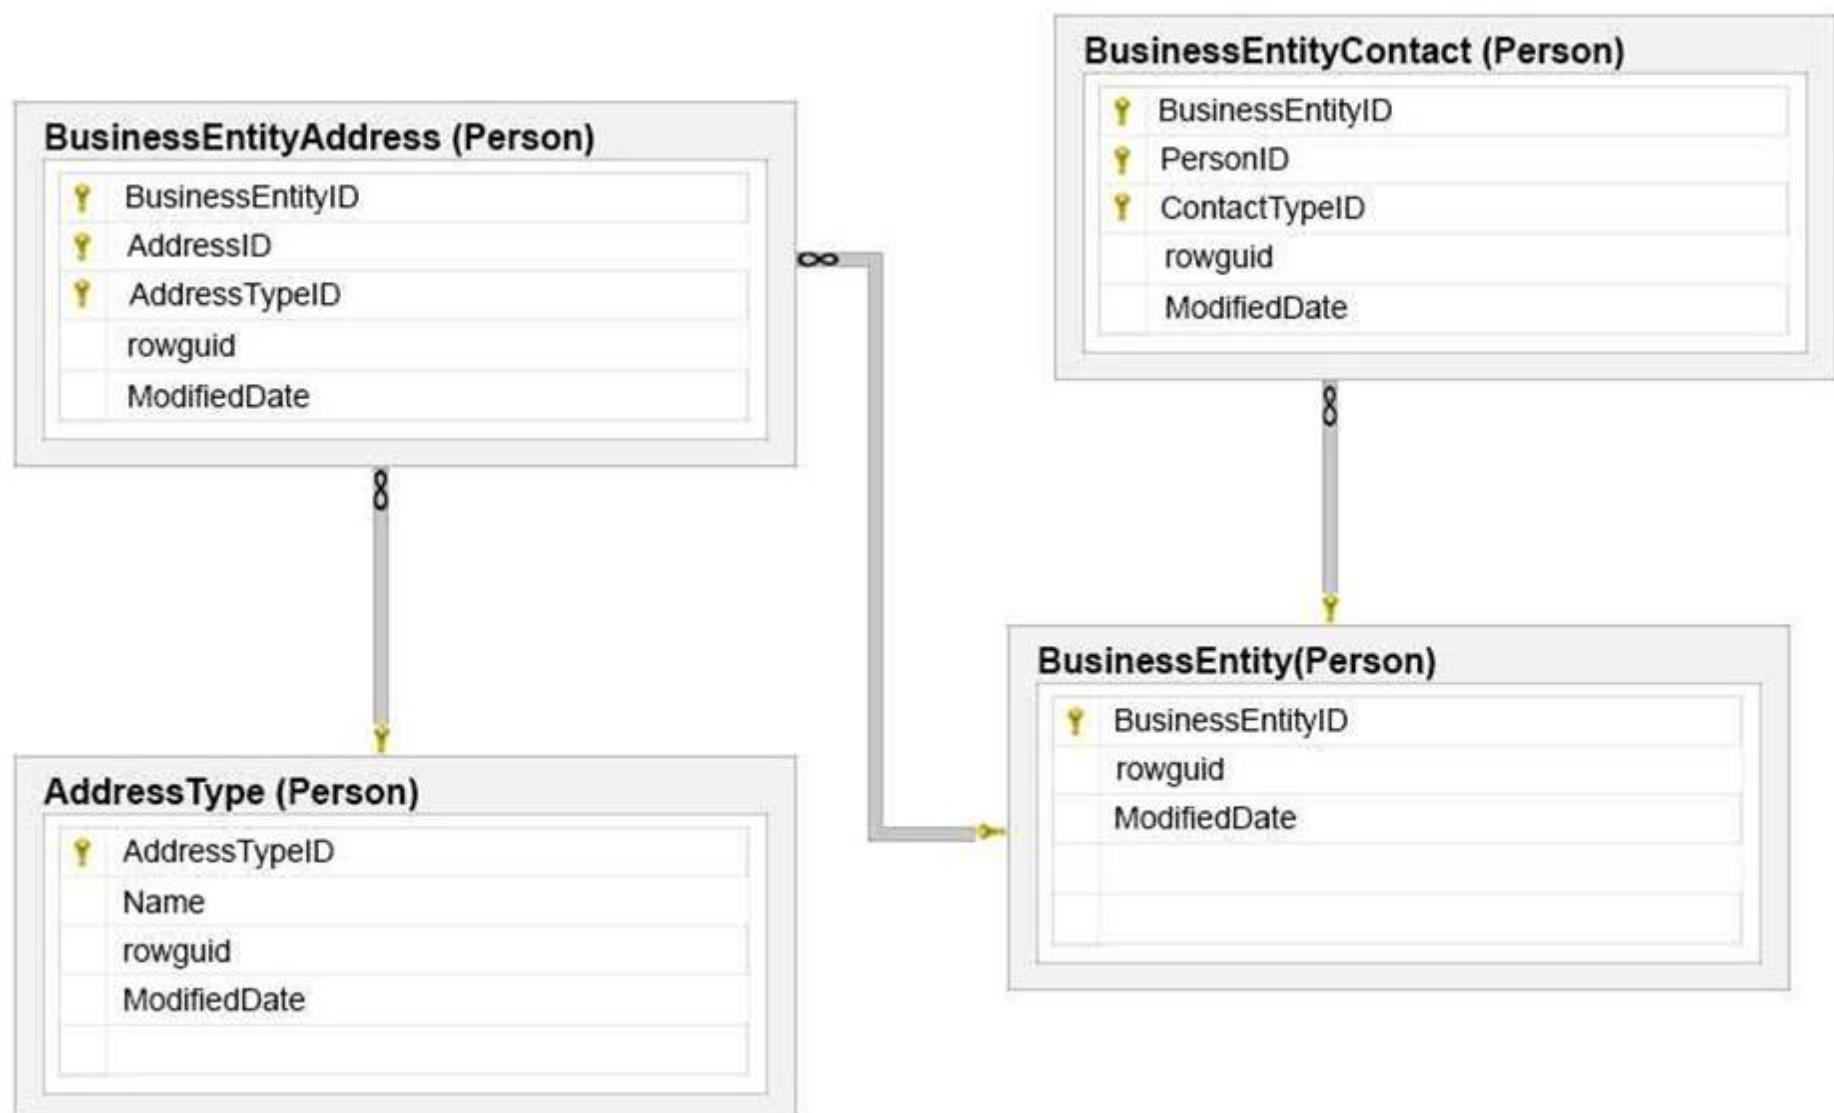 BusinessEntityContact (Person)
BusinessEntityID
PersonID
ContactTypeID
rowguid
ModifiedDate
BusinessEntityAddress (Person)
BusinessEntityID
AddressID
AddressTypeID
rowguid
ModifiedDate
BusinessEntity(Person)
BusinessEntityID
rowguid
ModifiedDate
AddressType (Person)
AddressTypeID
Name
rowguid
ModifiedDate